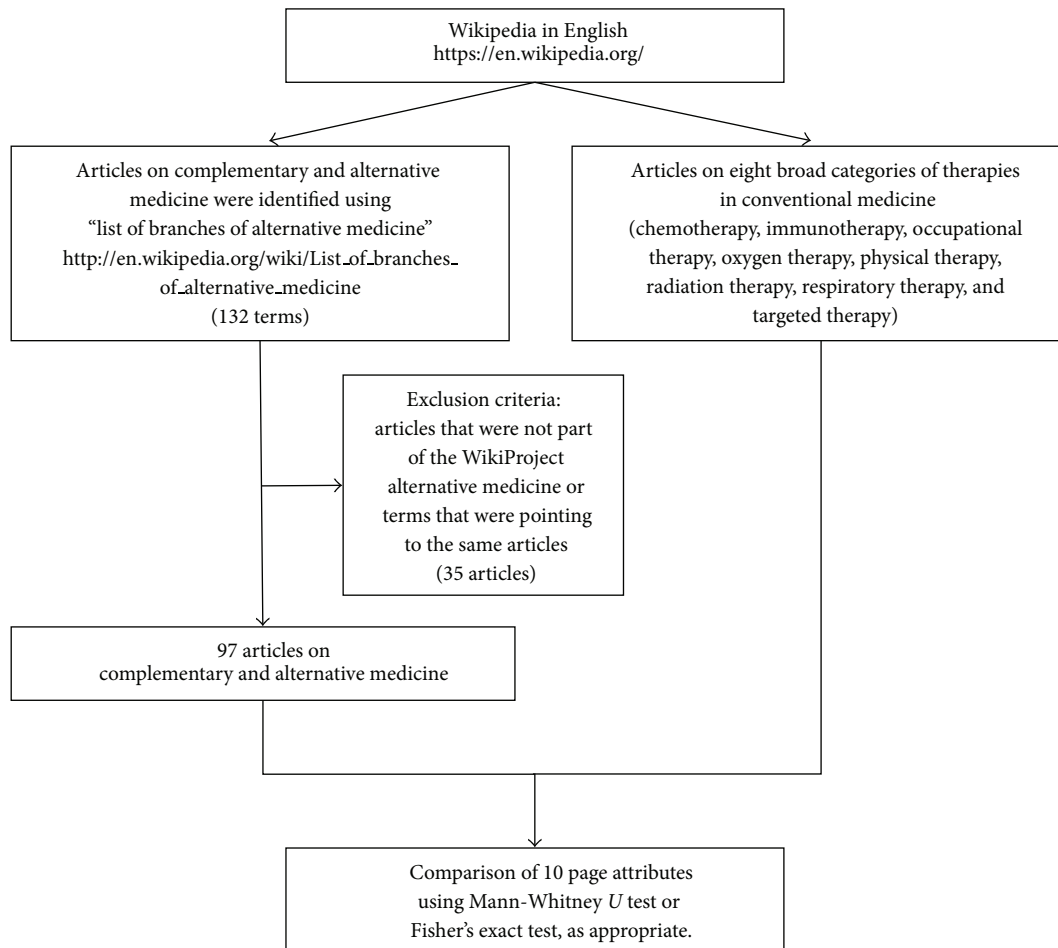 Wikipedia in English
https://en.wikipedia.org/
Articles on complementary and alternative
medicine were identified using
“list of branches of alternative medicine”
http://en.wikipedia.org/wiki/List_of_branches_
of_alternative_medicine
(132 terms)
Articles on eight broad categories of therapies
in conventional medicine
(chemotherapy, immunotherapy, occupational
therapy, oxygen therapy, physical therapy,
radiation therapy, respiratory therapy, and
targeted therapy)
Exclusion criteria:
articles that were not part
of the WikiProject
alternative medicine or
terms that were pointing
to the same articles
(35 articles)
97 articles on
complementary and alternative medicine
Comparison of 10 page attributes
using Mann-Whitney U test or
Fisher’s exact test, as appropriate.